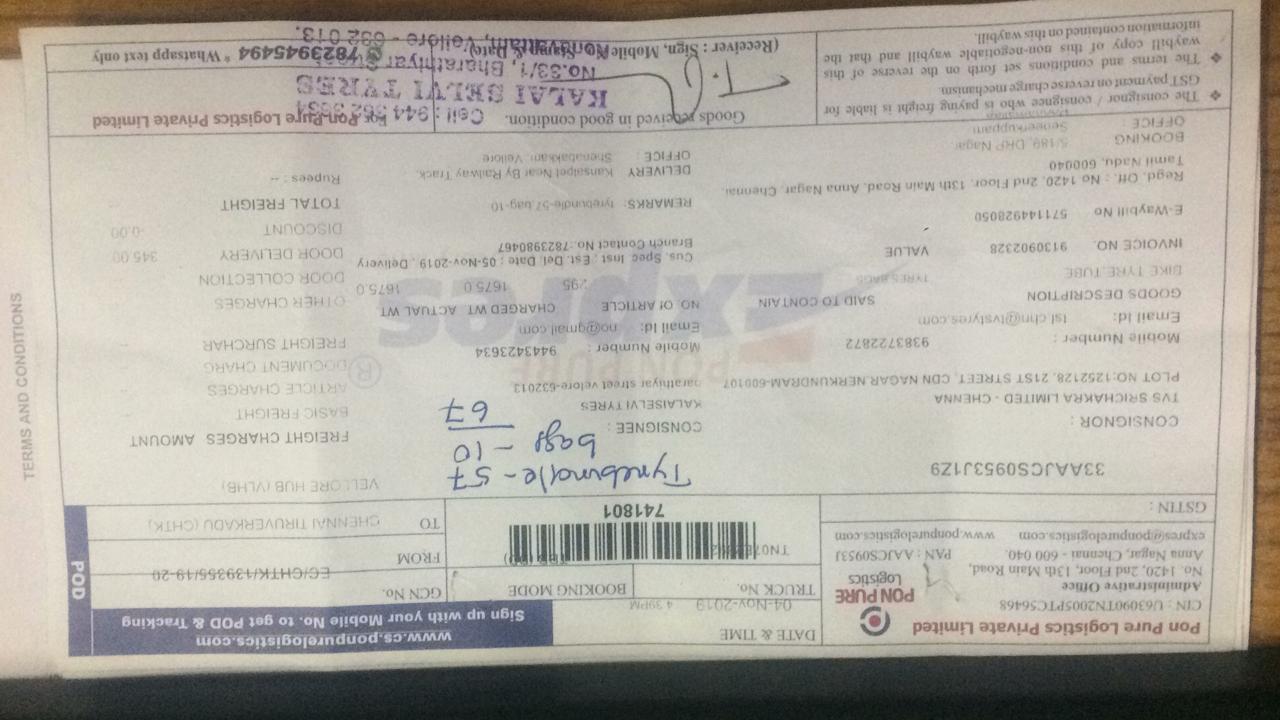 Pon Pure Logistics Private Limited
CIN : U63090TN2005PTC56468
Administrative Office
No. 1420, 2nd Floor, 13th Main Road,
Anna Nagar, Chennai - 600 040.
PAN : AAJCS0953J
express@ponpurelogistics.com www.ponpurelogistics.com
PON PURE
Logistics
DATE & TIME
04-Nov-2019 4 39PM
www.cs.ponpurelogistics.com
Sign up with your Mobile No. to get POD & Tracking
TRUCK No.
BOOKING MODE
GCN No.
EC/CHTK/139355/19-20
741801
FROM
CHENNAI TIRUVERKADU (CHTK)
TO
VELLORE HUB (VLHB)
POD
GSTIN :
33AAJCS0953J1Z9
Tyrebundle - 57
bags - 10
67
CONSIGNOR :
TVS SRICHAKRA LIMITED - CHENNA
PLOT NO:1252128, 21ST STREET, CDN NAGAR NERKUNDRAM-600107
Mobile Number : 9383722872
Email Id: tsl.chn@tvstyres.com
CONSIGNEE :
KALAISELVI TYRES
barathiyar street velore-632013
Mobile Number : 9443423634
Email Id: no@gmail.com
FREIGHT CHARGES AMOUNT
BASIC FREIGHT
ARTICLE CHARGES
DOCUMENT CHARG
FREIGHT SURCHAR
OTHER CHARGES
DOOR COLLECTION
DOOR DELIVERY 345.00
DISCOUNT -0.00
TOTAL FREIGHT
Rupees : --
PON PURE
Expres
®
GOODS DESCRIPTION
SAID TO CONTAIN
NO. OF ARTICLE CHARGED WT ACTUAL WT
BIKE TYRE TUBE
TYRES BAGS
295 1675.0 1675.0
INVOICE NO. 9130902328 VALUE
Cus. Spec Inst : Est. Del. Date : 05-Nov-2019 , Delivery
Branch Contact No.:7823980467
E-Waybill No 571144928050
REMARKS: tyrebundle-57,bag-10
Regd. Off. : No 1420, 2nd Floor, 13th Main Road, Anna Nagar, Chennai
Tamil Nadu, 600040
BOOKING OFFICE :
5/189, DRP Nagar
Seneerkuppam
DELIVERY OFFICE :
Kansalpet Near By Railway Track,
Shenabakkam, Vellore
❖ The consignor / consignee who is paying freight is liable for
GST payment on reverse charge mechanism.
❖ The terms and conditions set forth on the reverse of this
waybill copy of this non-negotiable waybill and that the
information contained on this waybill.
Goods received in good condition.
For Pon Pure Logistics Private Limited
KALAI SELVI TYRES
No.33/1, Bharathiyar Street
Vellore - 632 013.
(Receiver : Sign, Mobile No, Stamp & Date)
7823945494 * Whatsapp text only
TERMS AND CONDITIONS